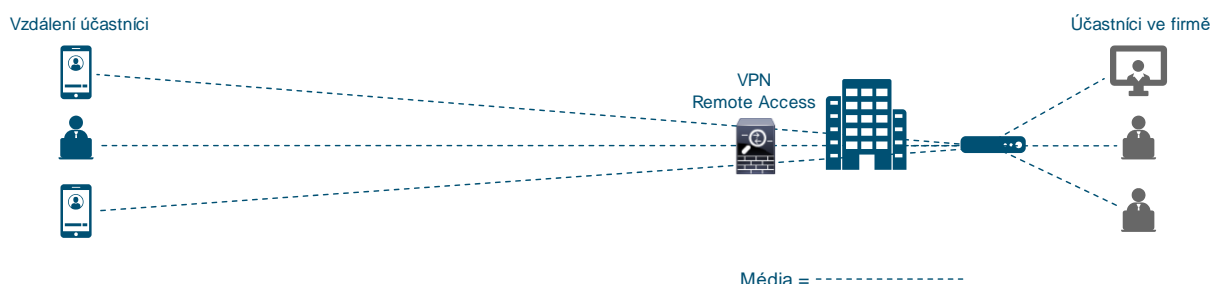 Vzdálení účastníci
Účastníci ve firmě
VPN
Remote Access
Média =